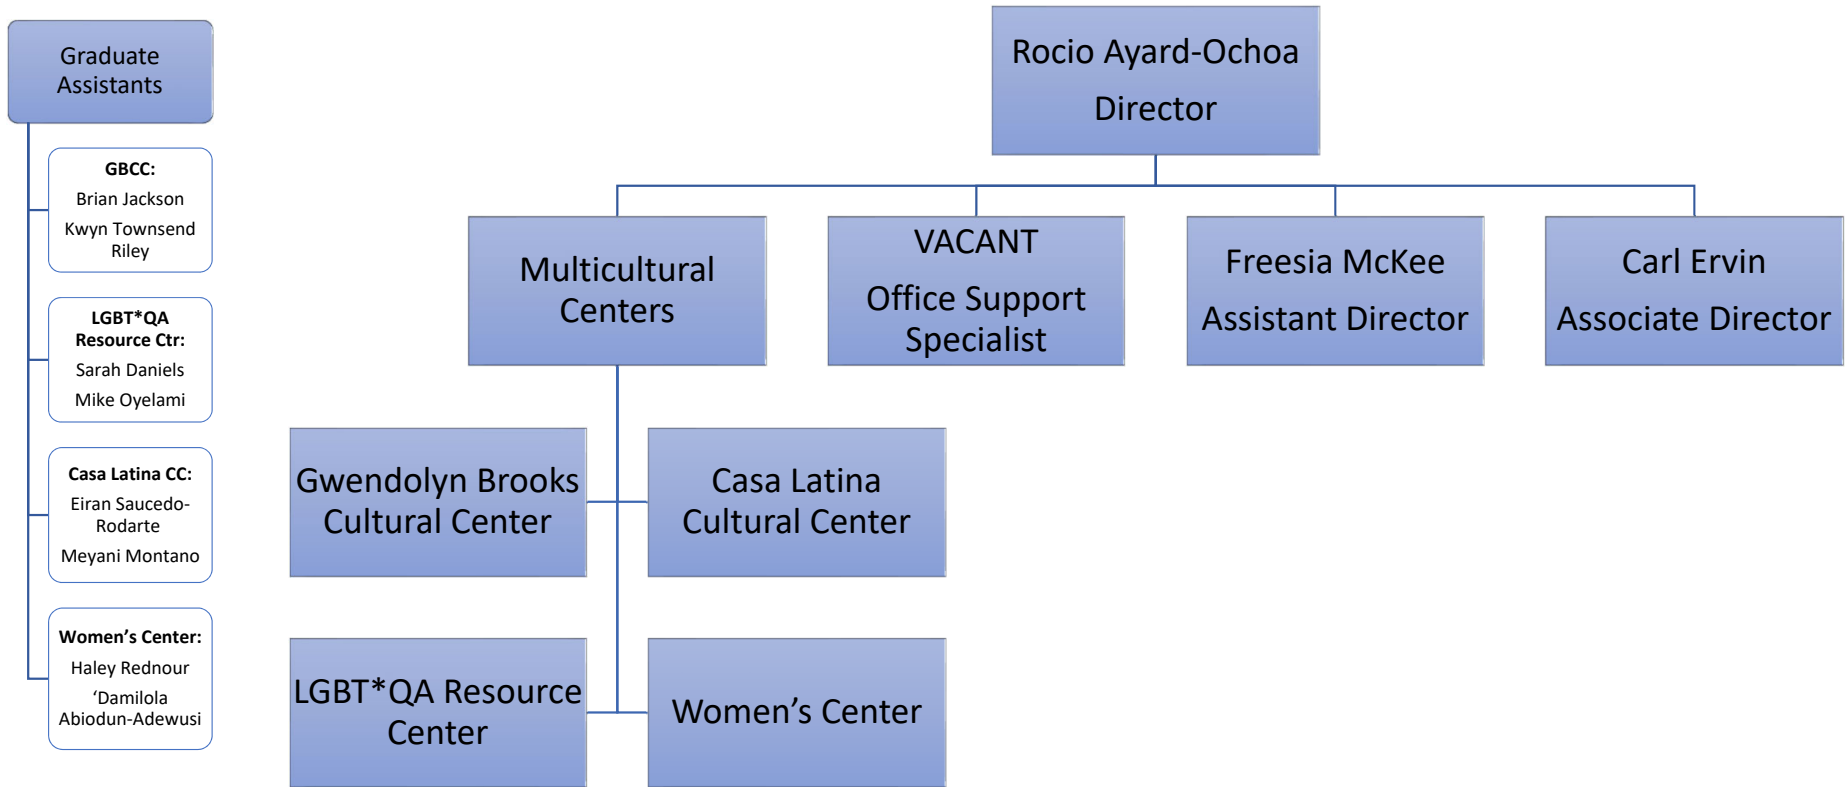 Graduate
Assistants
GBCC:
Brian Jackson
Kwyn Townsend
Riley
LGBT*QA
Resource Ctr:
Sarah Daniels
Mike Oyelami
Casa Latina CC:
Eiran Saucedo-
Rodarte
Meyani Montano
Women’s Center:
Haley Rednour
‘Damilola
Abiodun-Adewusi
Rocio Ayard-Ochoa
Director
Multicultural
Centers
VACANT
Office Support
Specialist
Freesia McKee
Assistant Director
Carl Ervin
Associate Director
Gwendolyn Brooks
Cultural Center
Casa Latina
Cultural Center
LGBT*QA Resource
Center
Women’s Center